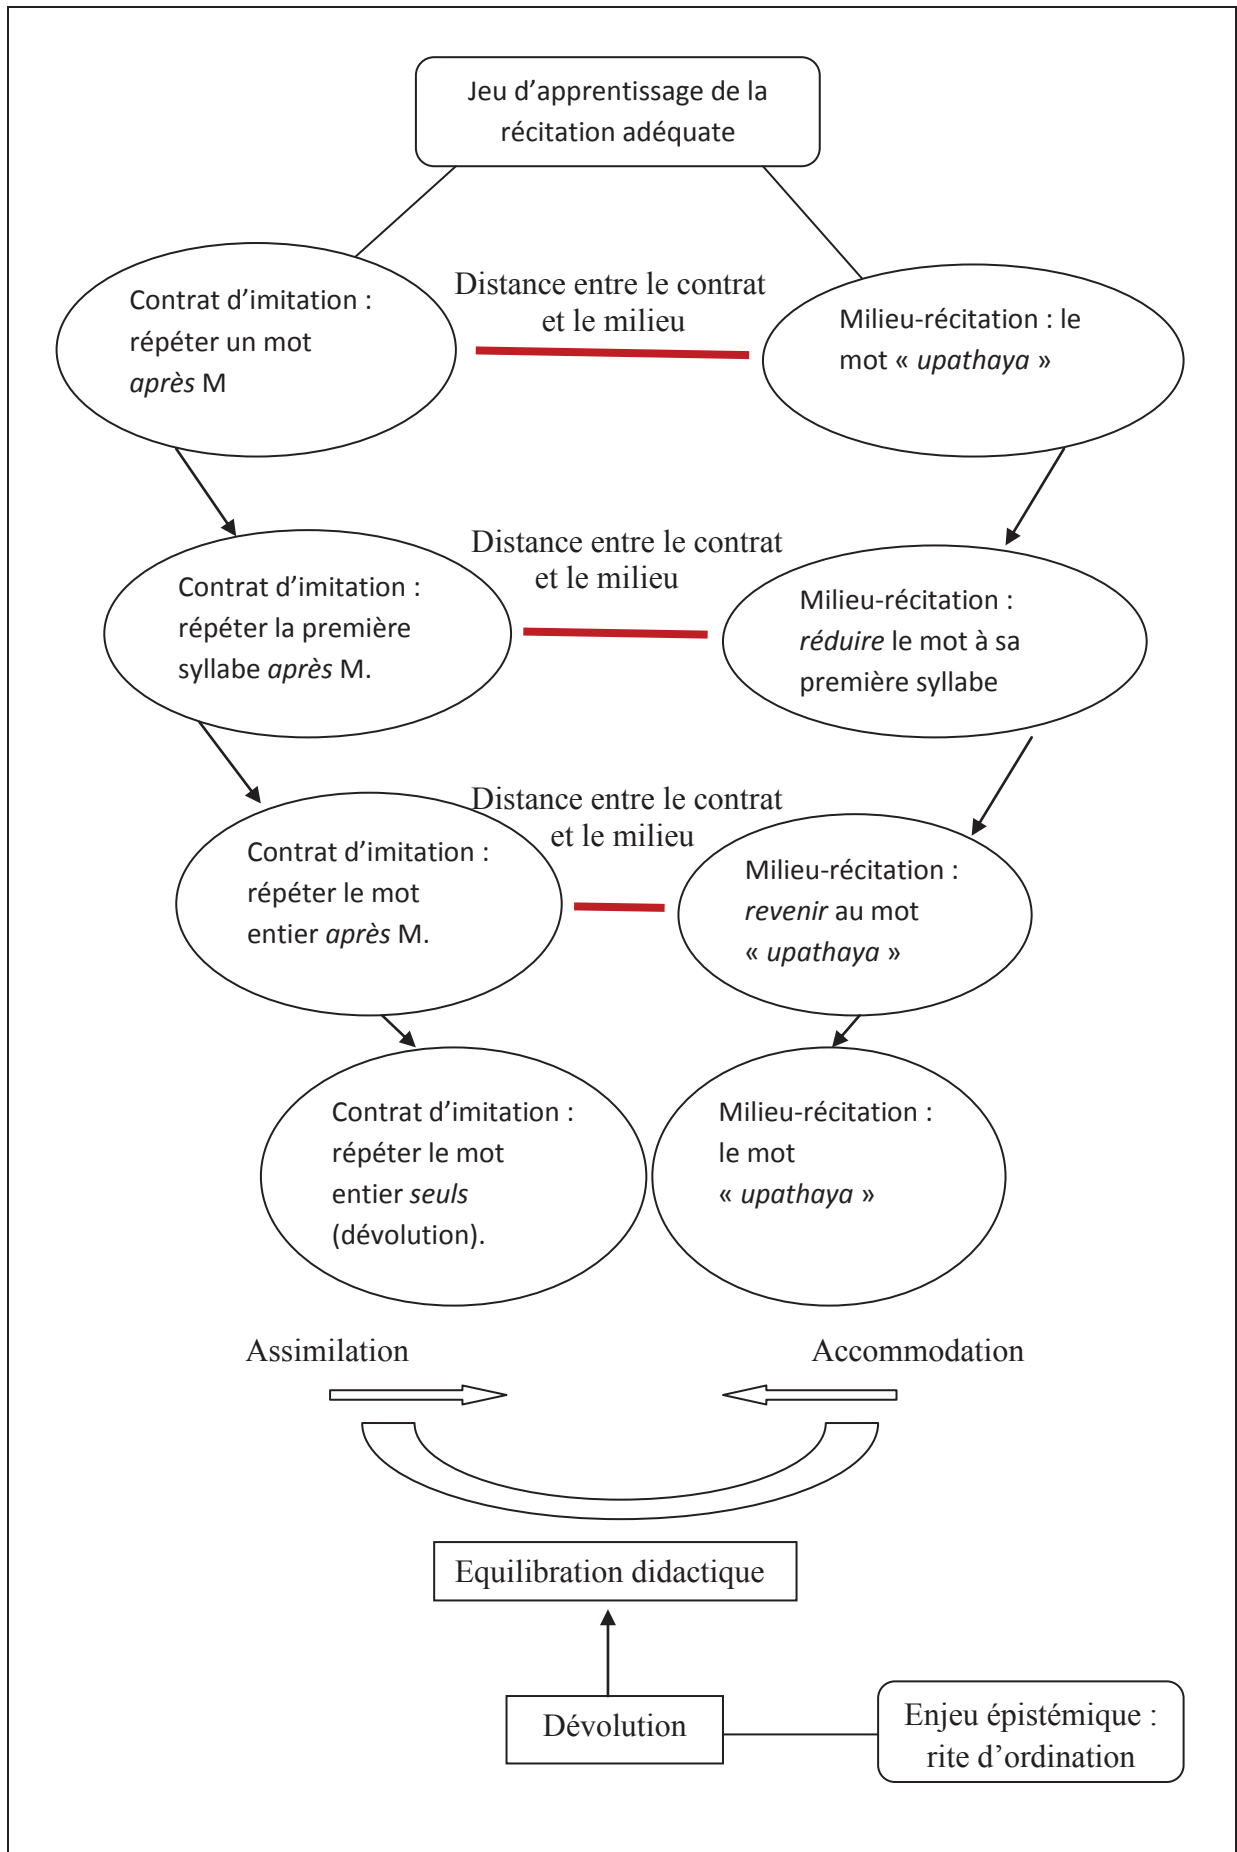 Jeu d’apprentissage de la
récitation adéquate
Contrat d’imitation :
répéter un mot
après M
Distance entre le contrat
et le milieu
Milieu-récitation : le
mot « upathaya »
Contrat d’imitation :
répéter la première
syllabe après M.
Distance entre le contrat
et le milieu
Milieu-récitation :
réduire le mot à sa
première syllabe
Contrat d’imitation :
répéter le mot
entier après M.
Distance entre le contrat
et le milieu
Milieu-récitation :
revenir au mot
« upathaya »
Contrat d’imitation :
répéter le mot
entier seuls
(dévolution).
Milieu-récitation :
le mot
« upathaya »
Assimilation
Accommodation
Equilibration didactique
Dévolution
Enjeu épistémique :
rite d’ordination